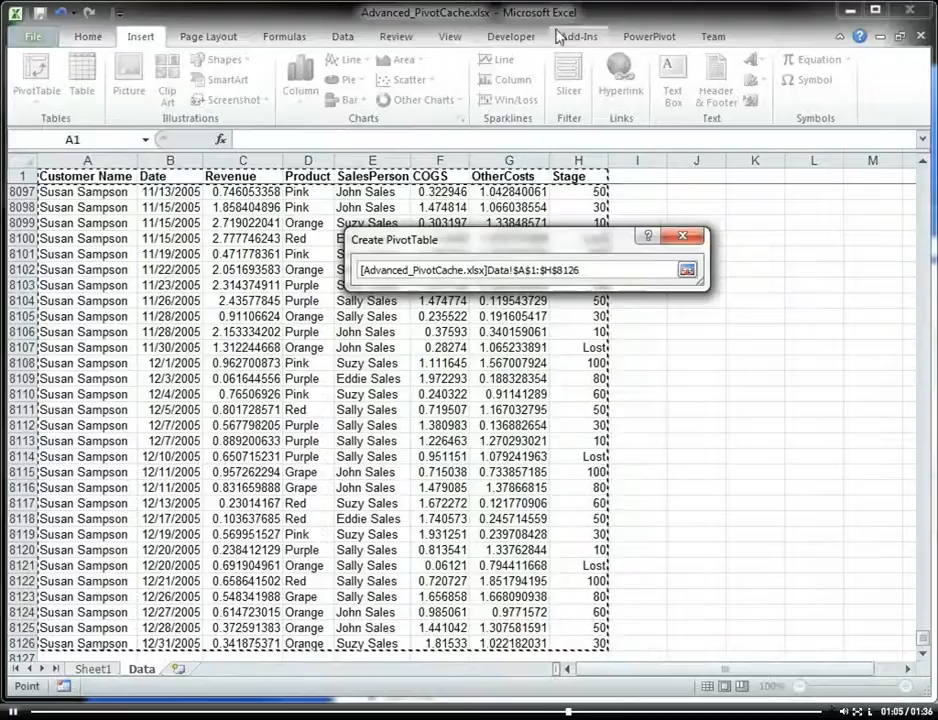 Advanced_PivotCache.xlsx - Microsoft Excel
File Home Insert Page Layout Formulas Data Review View Developer Add-Ins PowerPivot Team
PivotTable Table Picture Clip Art Shapes SmartArt Screenshot Column Line Pie Bar Area Scatter Other Charts Line Column Win/Loss Slicer Hyperlink Text Box Header & Footer Equation Symbol
Tables Illustrations Charts Sparklines Filter Links Text Symbols
A1 fx
A B C D E F G H I J K L M
1 Customer Name Date Revenue Product SalesPerson COGS OtherCosts Stage
8097 Susan Sampson 11/13/2005 0.746053358 Pink John Sales 0.322946 1.042840061 50
8098 Susan Sampson 11/15/2005 1.858404896 Pink John Sales 1.474814 1.066038554 30
8099 Susan Sampson 11/15/2005 2.719022041 Orange Suzy Sales 0.303197 1.33848571 10
8100 Susan Sampson 11/15/2005 2.777746243 Red
8101 Susan Sampson 11/19/2005 0.471778361 Pink
8102 Susan Sampson 11/22/2005 2.051693583 Orange
8103 Susan Sampson 11/23/2005 2.314374911 Purple
Create PivotTable
[Advanced_PivotCache.xlsx]Data!$A$1:$H$8126
8104 Susan Sampson 11/26/2005 2.43577845 Purple Sally Sales 1.474774 0.119543729 50
8105 Susan Sampson 11/28/2005 0.91106624 Orange Sally Sales 0.235522 0.191605417 30
8106 Susan Sampson 11/28/2005 2.153334202 Purple John Sales 0.37593 0.340159061 10
8107 Susan Sampson 11/30/2005 1.312244668 Orange John Sales 0.28274 1.065233891 Lost
8108 Susan Sampson 12/1/2005 0.962700873 Pink Suzy Sales 1.111645 1.567007924 100
8109 Susan Sampson 12/3/2005 0.061644556 Purple Eddie Sales 1.972293 0.188328354 80
8110 Susan Sampson 12/4/2005 0.76506926 Pink Suzy Sales 0.240322 0.91141289 60
8111 Susan Sampson 12/5/2005 0.801728571 Red Sally Sales 0.719507 1.167032795 50
8112 Susan Sampson 12/7/2005 0.567798205 Purple Sally Sales 1.380983 0.136882654 30
8113 Susan Sampson 12/7/2005 0.889200633 Purple Sally Sales 1.226463 1.270293021 10
8114 Susan Sampson 12/10/2005 0.650715231 Purple Sally Sales 0.951151 1.079241963 Lost
8115 Susan Sampson 12/11/2005 0.957262294 Grape John Sales 0.715038 0.733857185 100
8116 Susan Sampson 12/11/2005 0.831659888 Grape John Sales 1.479085 1.37866815 80
8117 Susan Sampson 12/13/2005 0.23014167 Red Suzy Sales 1.672272 0.121770906 60
8118 Susan Sampson 12/17/2005 0.103637685 Red Eddie Sales 1.740573 0.245714559 50
8119 Susan Sampson 12/19/2005 0.569951527 Pink Suzy Sales 1.931251 0.239708428 30
8120 Susan Sampson 12/20/2005 0.238412129 Purple Sally Sales 0.813541 1.33762844 10
8121 Susan Sampson 12/20/2005 0.691904961 Orange Sally Sales 0.06121 0.794411668 Lost
8122 Susan Sampson 12/21/2005 0.658641502 Red Sally Sales 0.720727 1.851794195 100
8123 Susan Sampson 12/26/2005 0.548341988 Grape Sally Sales 1.656858 1.668090938 80
8124 Susan Sampson 12/27/2005 0.614723015 Orange John Sales 0.985061 0.9771572 60
8125 Susan Sampson 12/28/2005 0.372591383 Orange John Sales 1.441042 1.307581591 50
8126 Susan Sampson 12/31/2005 0.341875371 Orange Suzy Sales 1.81533 1.022182031 30
8127
Sheet1 Data
Point 100%
01:05 / 01:36